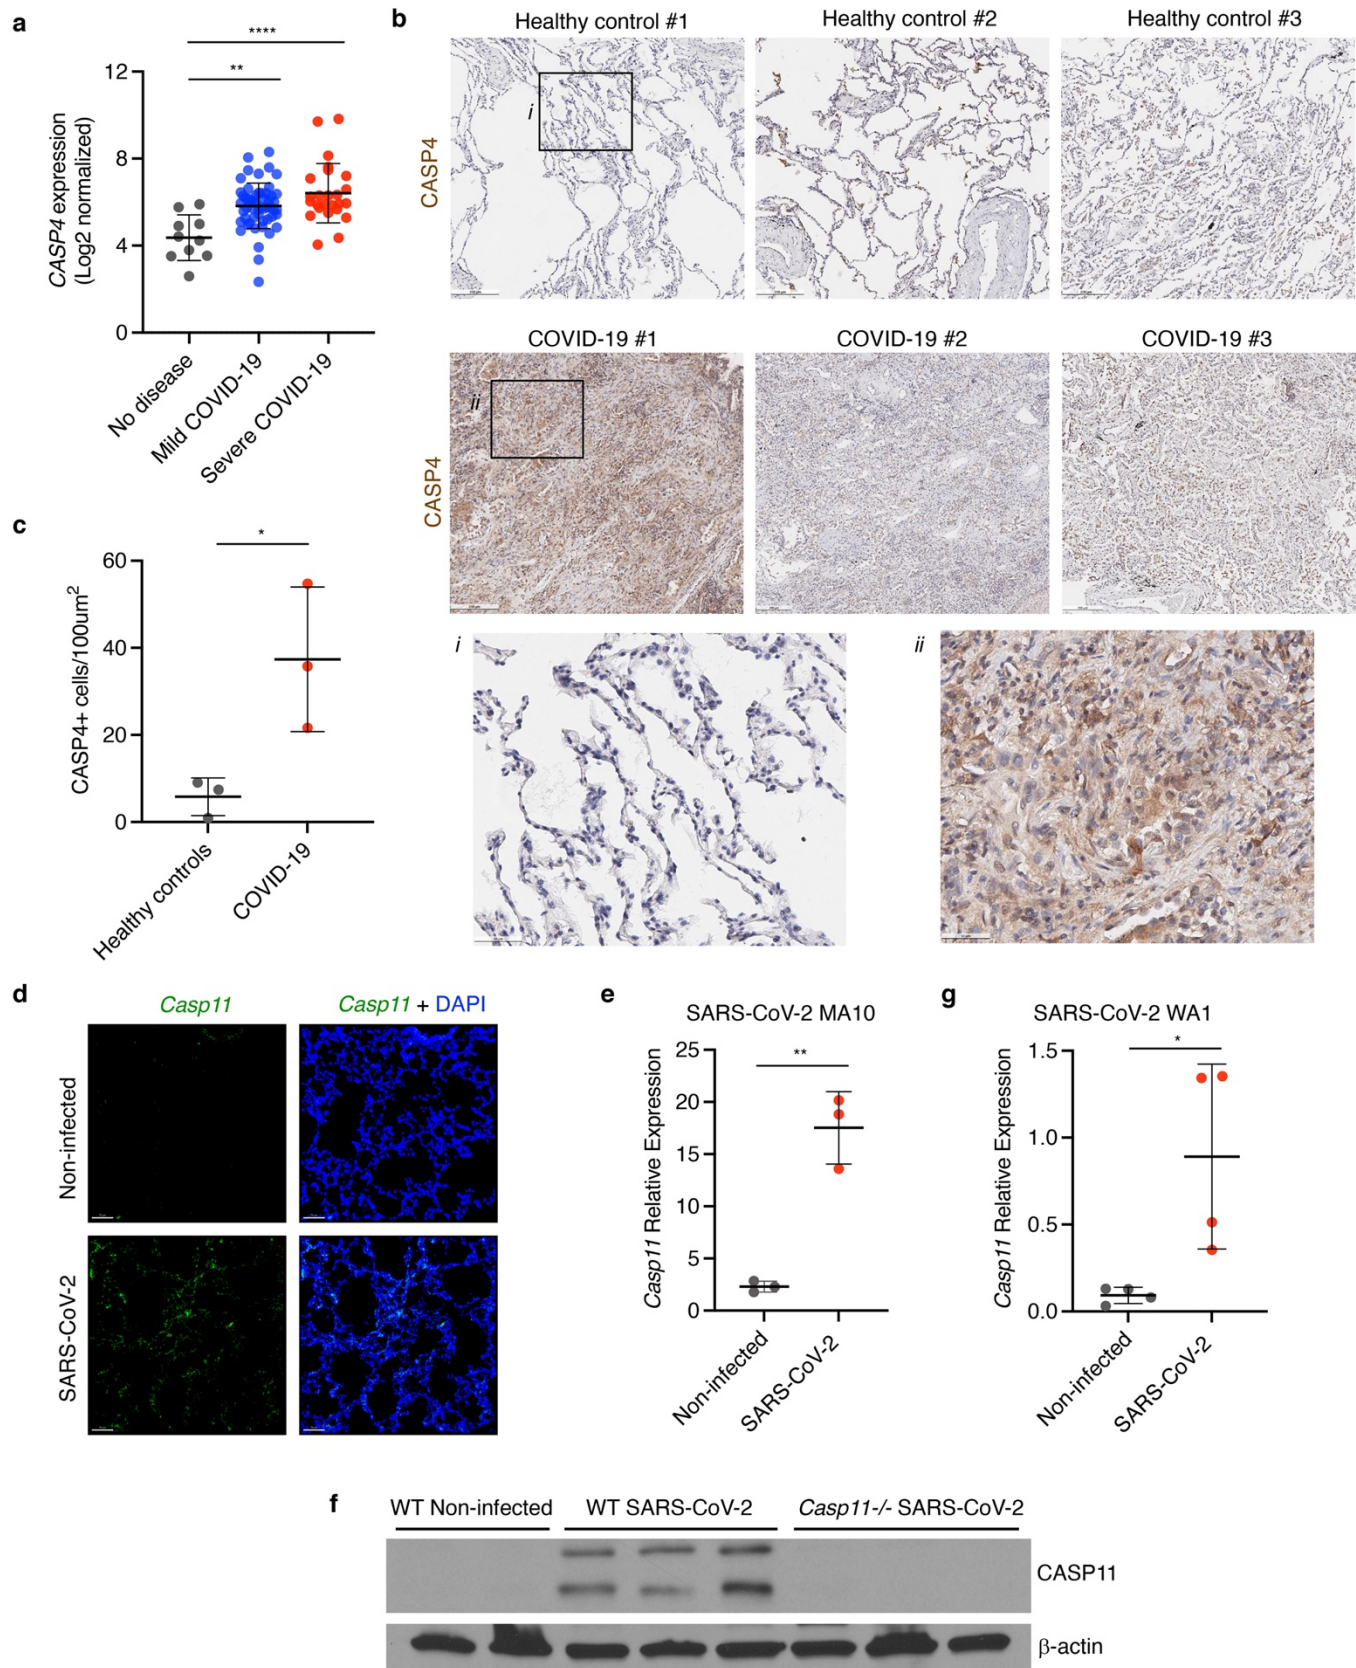 a
****
**
12
8
4
0
CASP4 expression
(Log2 normalized)
No disease
Mild COVID-19
Severe COVID-19
b
Healthy control #1
Healthy control #2
Healthy control #3
CASP4
i
COVID-19 #1
COVID-19 #2
COVID-19 #3
CASP4
ii
i
ii
c
*
60
40
20
0
CASP4+ cells/100um²
Healthy controls
COVID-19
d
Casp11
Casp11 + DAPI
Non-infected
SARS-CoV-2
e
SARS-CoV-2 MA10
**
25
20
15
10
5
0
Casp11 Relative Expression
Non-infected
SARS-CoV-2
g
SARS-CoV-2 WA1
*
1.5
1.0
0.5
0.0
Casp11 Relative Expression
Non-infected
SARS-CoV-2
f
WT Non-infected
WT SARS-CoV-2
Casp11-/- SARS-CoV-2
CASP11
β-actin